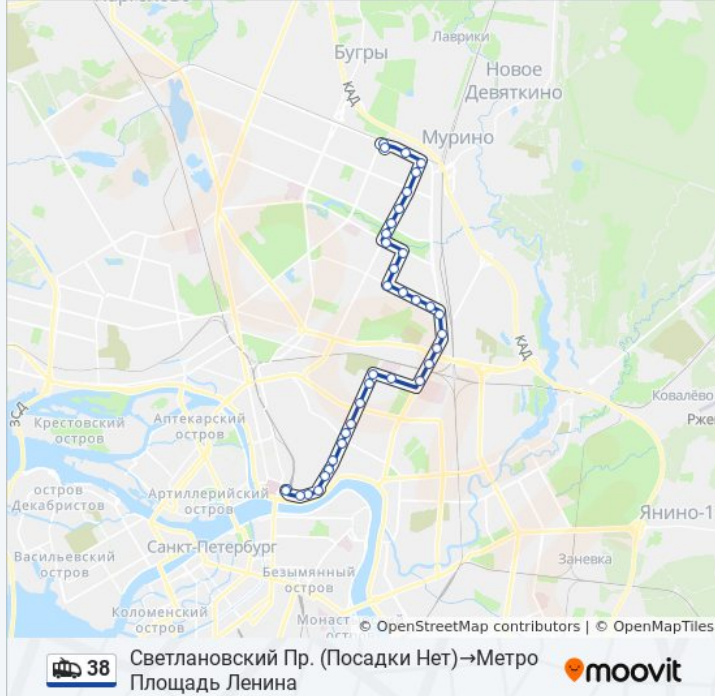 Бугры
Лаврики
Новое
Девяткино
КАД
Мурино
КАД
ЗСД
Крестовский
остров
Аптекарский
остров
Ковалёво
Рже
остров
Декабристов
Артиллерийский
остров
Янино-1
Санкт-Петербург
Заневка
Васильевский
остров
Безымянный
остров
Коломенский
остров
Монаст
© OpenStreetMap contributors | © OpenMapTiles
38
Светлановский Пр. (Посадки Нет)→Метро
Площадь Ленина
moovit